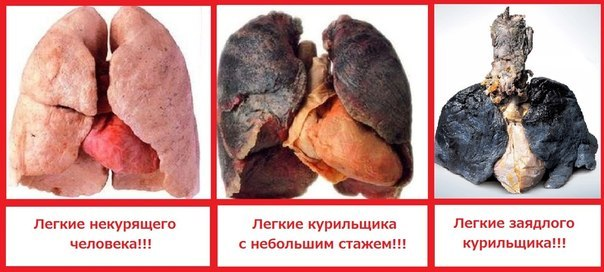 Легкие некурящего
человека!!!
Легкие курильщика
с небольшим стажем!!!
Легкие заядлого
курильщика!!!